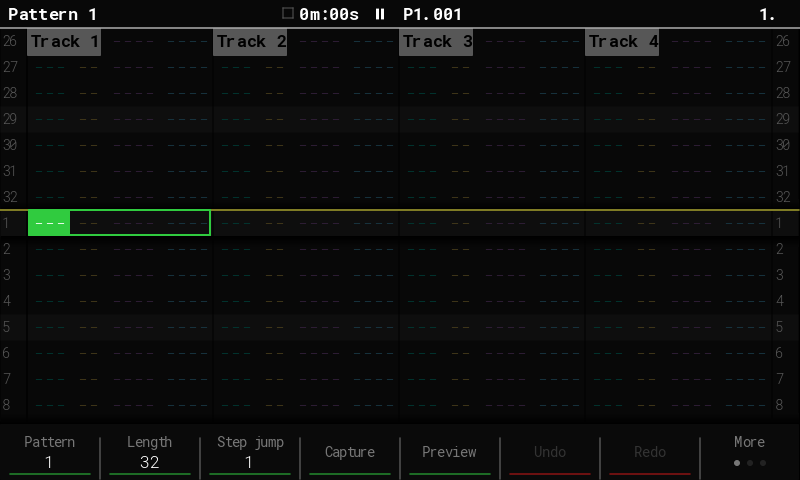 Pattern 1 0m:00s P1.001 1.
26 Track 1 --- -- ---- ---- Track 2 --- -- ---- ---- Track 3 --- -- ---- ---- Track 4 --- -- ---- ---- 26
27 --- -- ---- ---- --- -- ---- ---- --- -- ---- ---- --- -- ---- ---- 27
28 --- -- ---- ---- --- -- ---- ---- --- -- ---- ---- --- -- ---- ---- 28
29 --- -- ---- ---- --- -- ---- ---- --- -- ---- ---- --- -- ---- ---- 29
30 --- -- ---- ---- --- -- ---- ---- --- -- ---- ---- --- -- ---- ---- 30
31 --- -- ---- ---- --- -- ---- ---- --- -- ---- ---- --- -- ---- ---- 31
32 --- -- ---- ---- --- -- ---- ---- --- -- ---- ---- --- -- ---- ---- 32
1 --- -- ---- ---- --- -- ---- ---- --- -- ---- ---- --- -- ---- ---- 1
2 --- -- ---- ---- --- -- ---- ---- --- -- ---- ---- --- -- ---- ---- 2
3 --- -- ---- ---- --- -- ---- ---- --- -- ---- ---- --- -- ---- ---- 3
4 --- -- ---- ---- --- -- ---- ---- --- -- ---- ---- --- -- ---- ---- 4
5 --- -- ---- ---- --- -- ---- ---- --- -- ---- ---- --- -- ---- ---- 5
6 --- -- ---- ---- --- -- ---- ---- --- -- ---- ---- --- -- ---- ---- 6
7 --- -- ---- ---- --- -- ---- ---- --- -- ---- ---- --- -- ---- ---- 7
8 --- -- ---- ---- --- -- ---- ---- --- -- ---- ---- --- -- ---- ---- 8
Pattern Length Step jump Capture Preview Undo Redo More
1 32 1